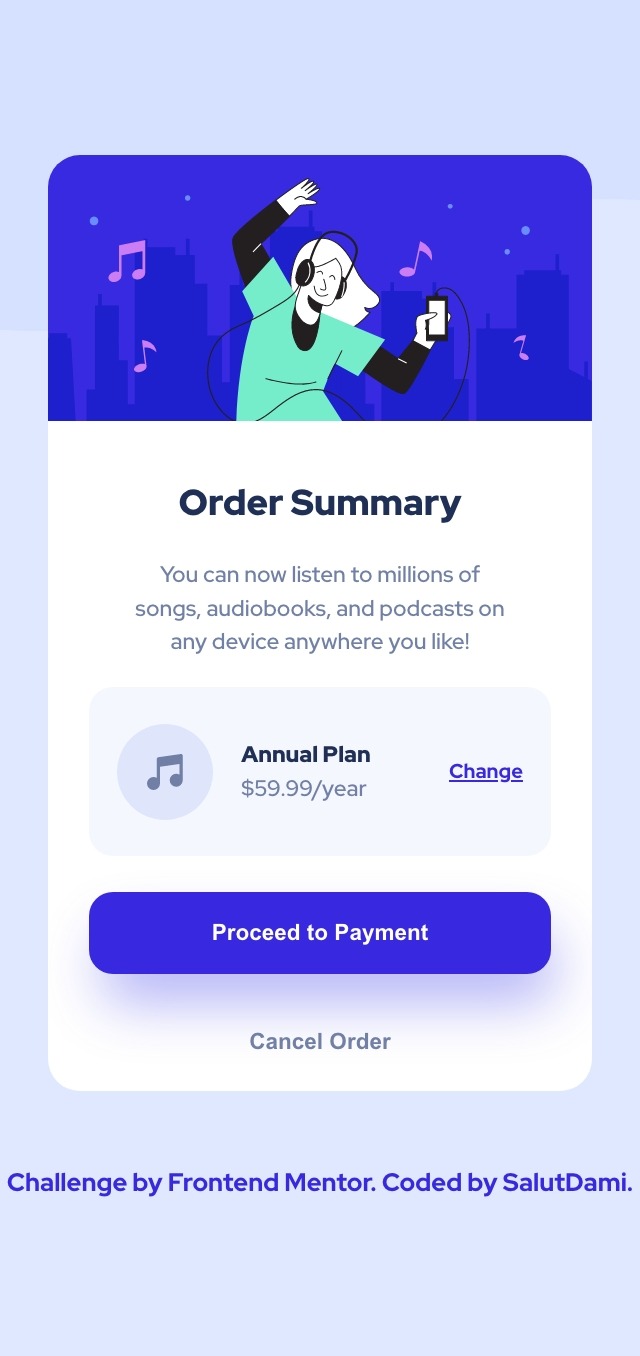 Order Summary
You can now listen to millions of
songs, audiobooks, and podcasts on
any device anywhere you like!
Annual Plan
$59.99/year
Change
Proceed to Payment
Cancel Order
Challenge by Frontend Mentor. Coded by SalutDami.